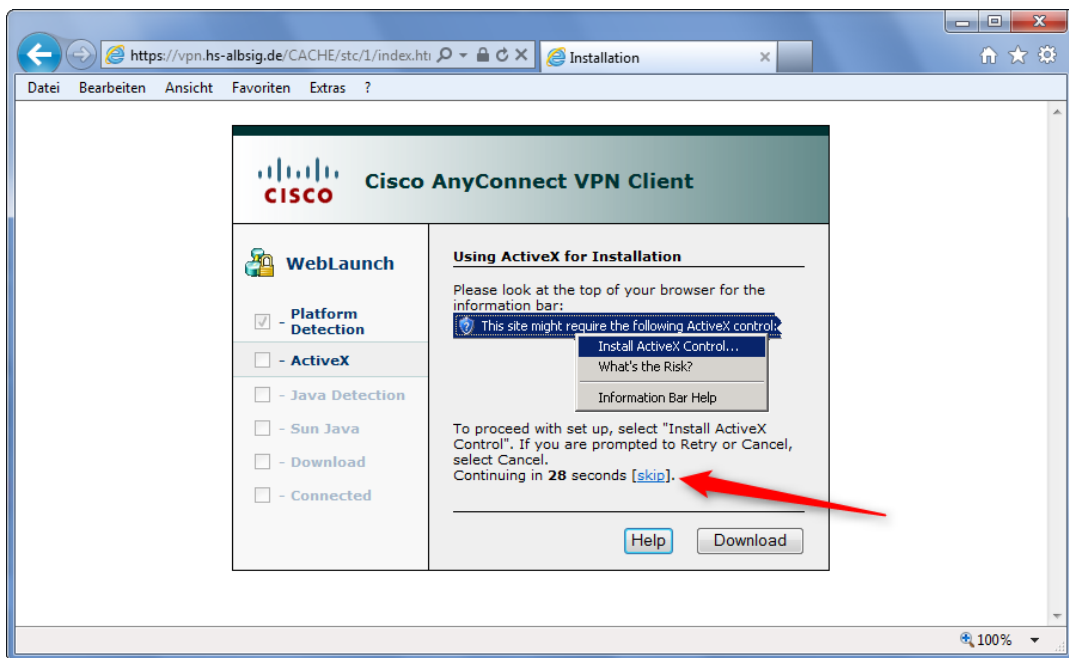 https://vpn.hs-albsig.de/CACHE/stc/1/index.htı
Installation
Datei Bearbeiten Ansicht Favoriten Extras ?
CISCO
Cisco AnyConnect VPN Client
WebLaunch
- Platform
Detection
- ActiveX
- Java Detection
- Sun Java
- Download
- Connected
Using ActiveX for Installation
Please look at the top of your browser for the
information bar:
This site might require the following ActiveX control:
Install ActiveX Control...
What's the Risk?
Information Bar Help
To proceed with set up, select "Install ActiveX
Control". If you are prompted to Retry or Cancel,
select Cancel.
Continuing in 28 seconds [skip].
Help
Download
100%